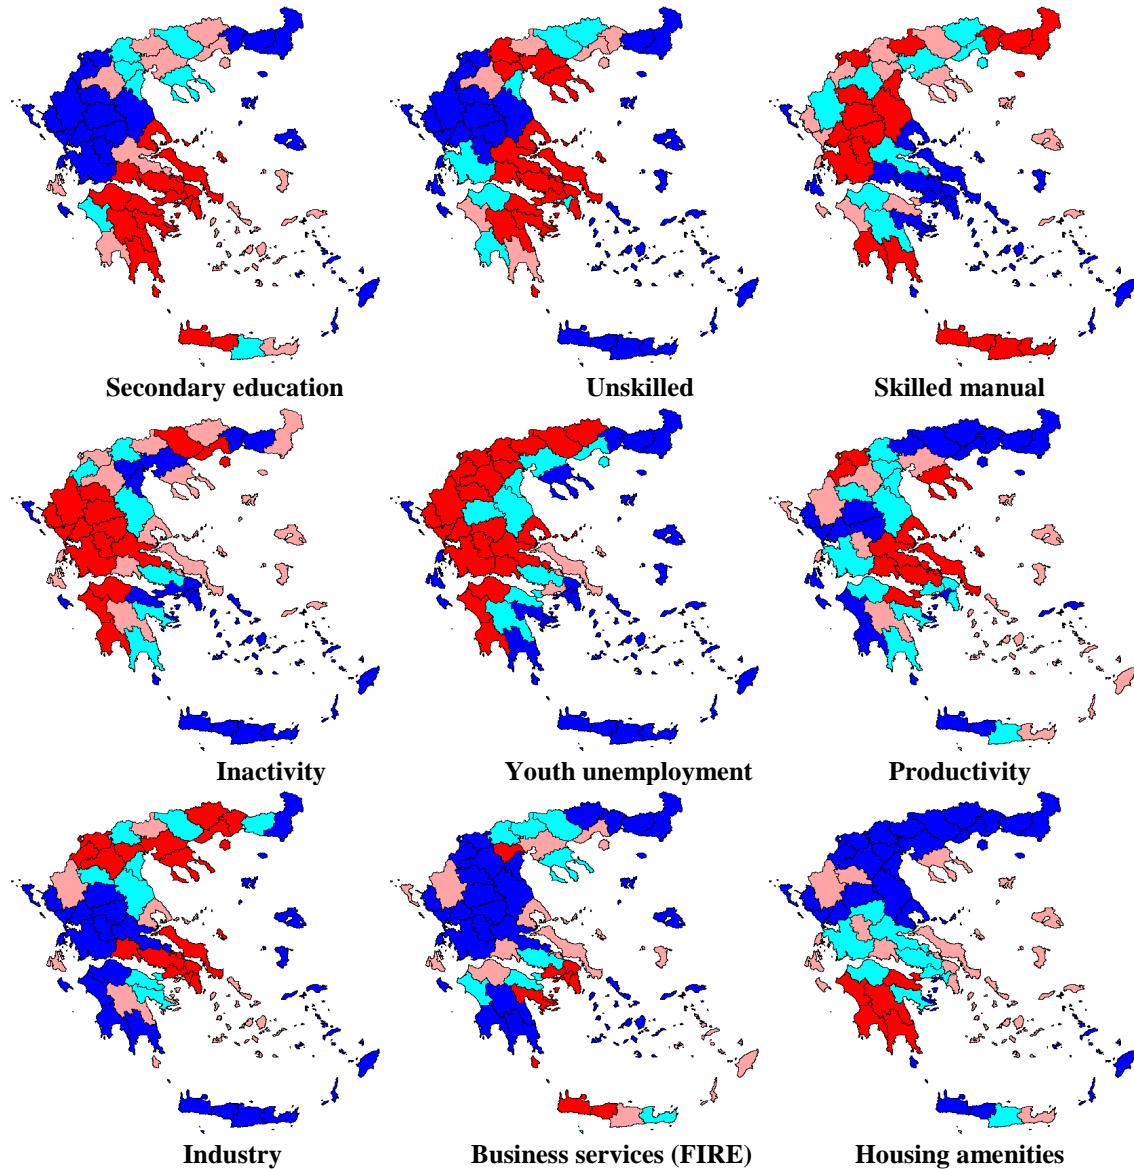 Secondary education
Unskilled
Skilled manual
Inactivity
Youth unemployment
Productivity
Industry
Business services (FIRE)
Housing amenities